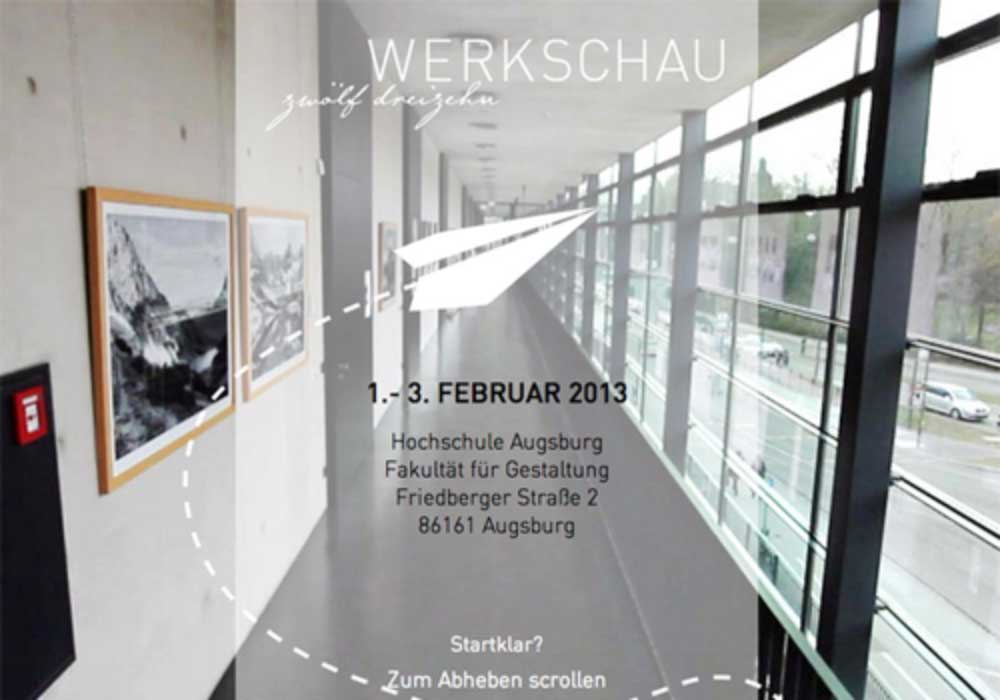 WERKSCHAU
zwölf dreizehn
1.- 3. FEBRUAR 2013
Hochschule Augsburg
Fakultät für Gestaltung
Friedberger Straße 2
86161 Augsburg
Startklar?
Zum Abheben scrollen